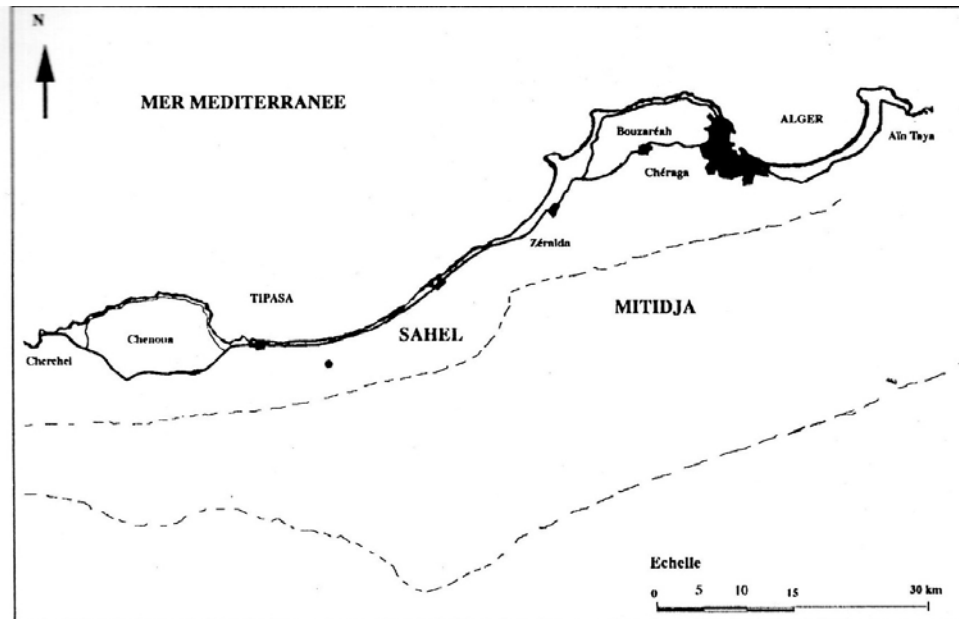 N
MER MEDITERRANEE
ALGER
Aïn Taya
Bouzaréah
Chéraga
Zéralda
TIPASA
MITIDJA
SAHEL
Chenoua
Cherchel
Echelle
0 5 10 15 30 km